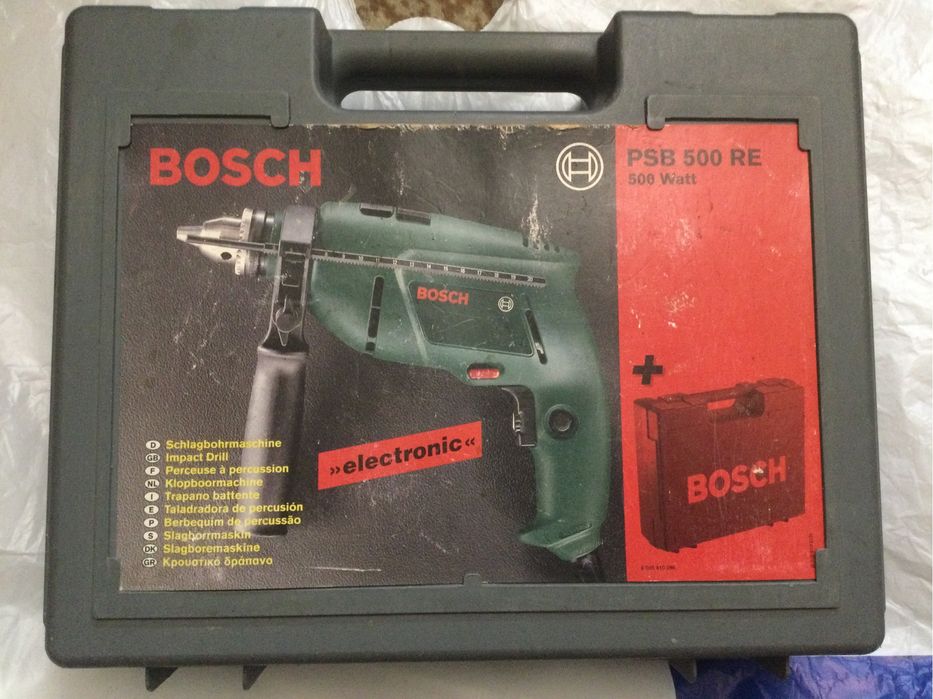 BOSCH
PSB 500 RE
500 Watt
BOSCH
»electronic«
D Schlagbohrmaschine
GB Impact Drill
F Perceuse à percussion
NL Klopboormachine
I Trapano battente
E Taladradora de percusión
P Berbequim de percussão
S Slagborrmaskin
DK Slagboremaskine
GR Κρουστικό δράπανο
+
BOSCH